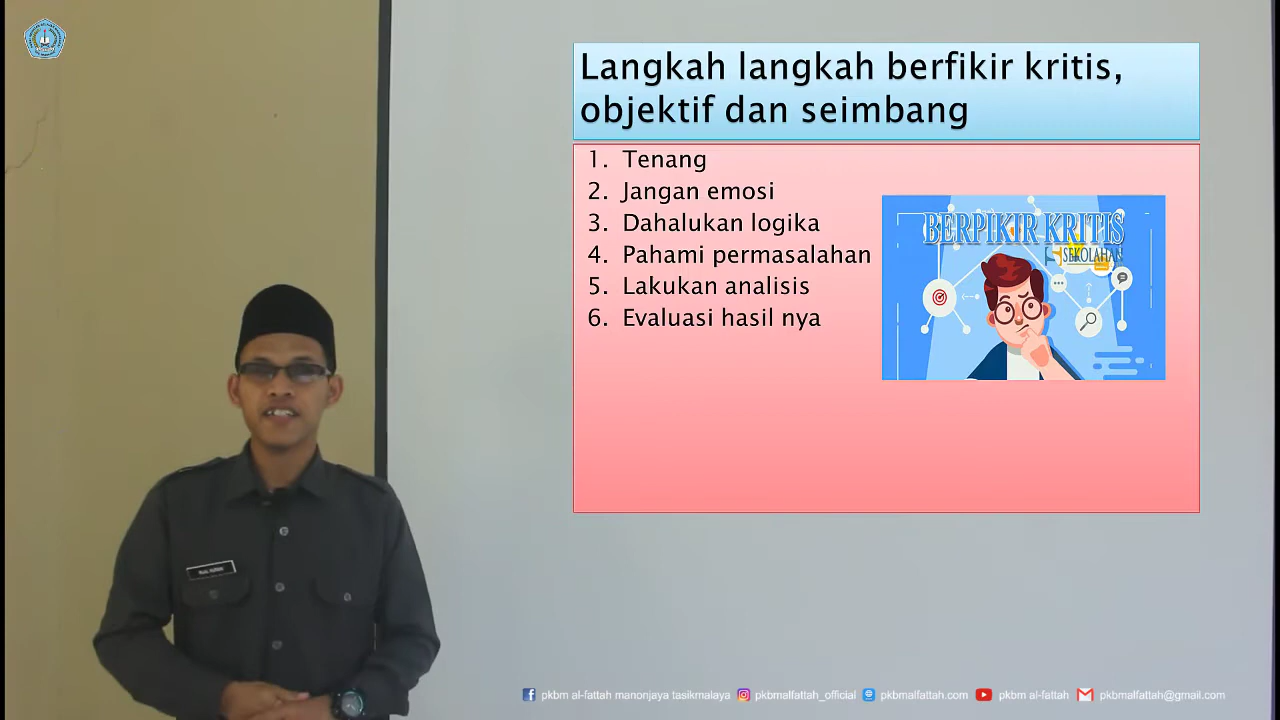 Langkah langkah berfikir kritis,
objektif dan seimbang
1. Tenang
2. Jangan emosi
3. Dahalukan logika
4. Pahami permasalahan
5. Lakukan analisis
6. Evaluasi hasil nya
BERPIKIR KRITIS
SEKOLAHAN
pkbm al-fattah manonjaya tasikmalaya pkbmalfattah_official pkbmalfattah.com pkbm al-fattah pkbmalfattah@gmail.com